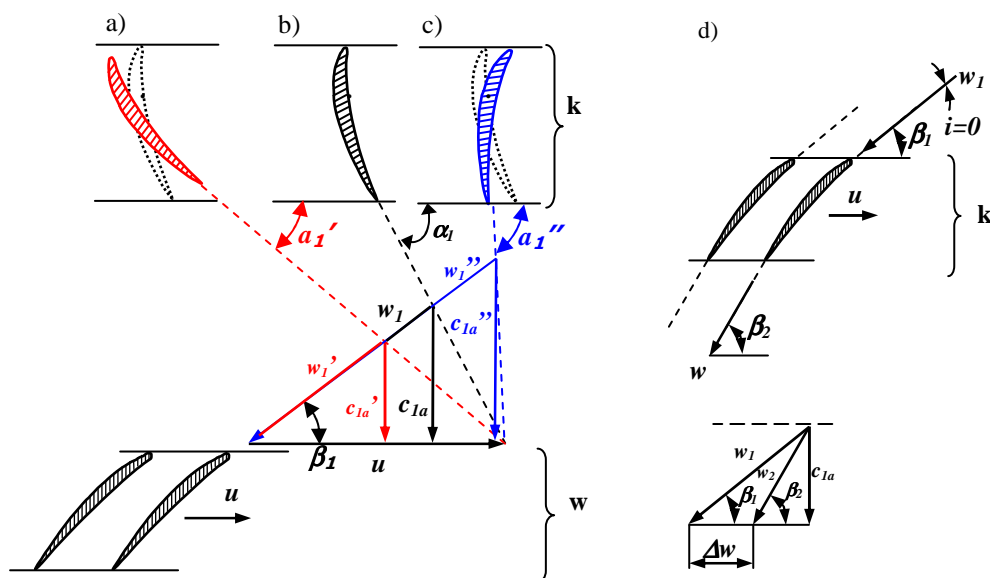 a)
b)
c)
k
a₁'
α₁
a₁''
w₁''
w₁
c₁ₐ''
w₁'
c₁ₐ'
c₁ₐ
β₁
u
u
w
d)
w₁
i=0
β₁
u
k
β₂
w
w₁
w₂
c₁ₐ
β₁
β₂
Δw